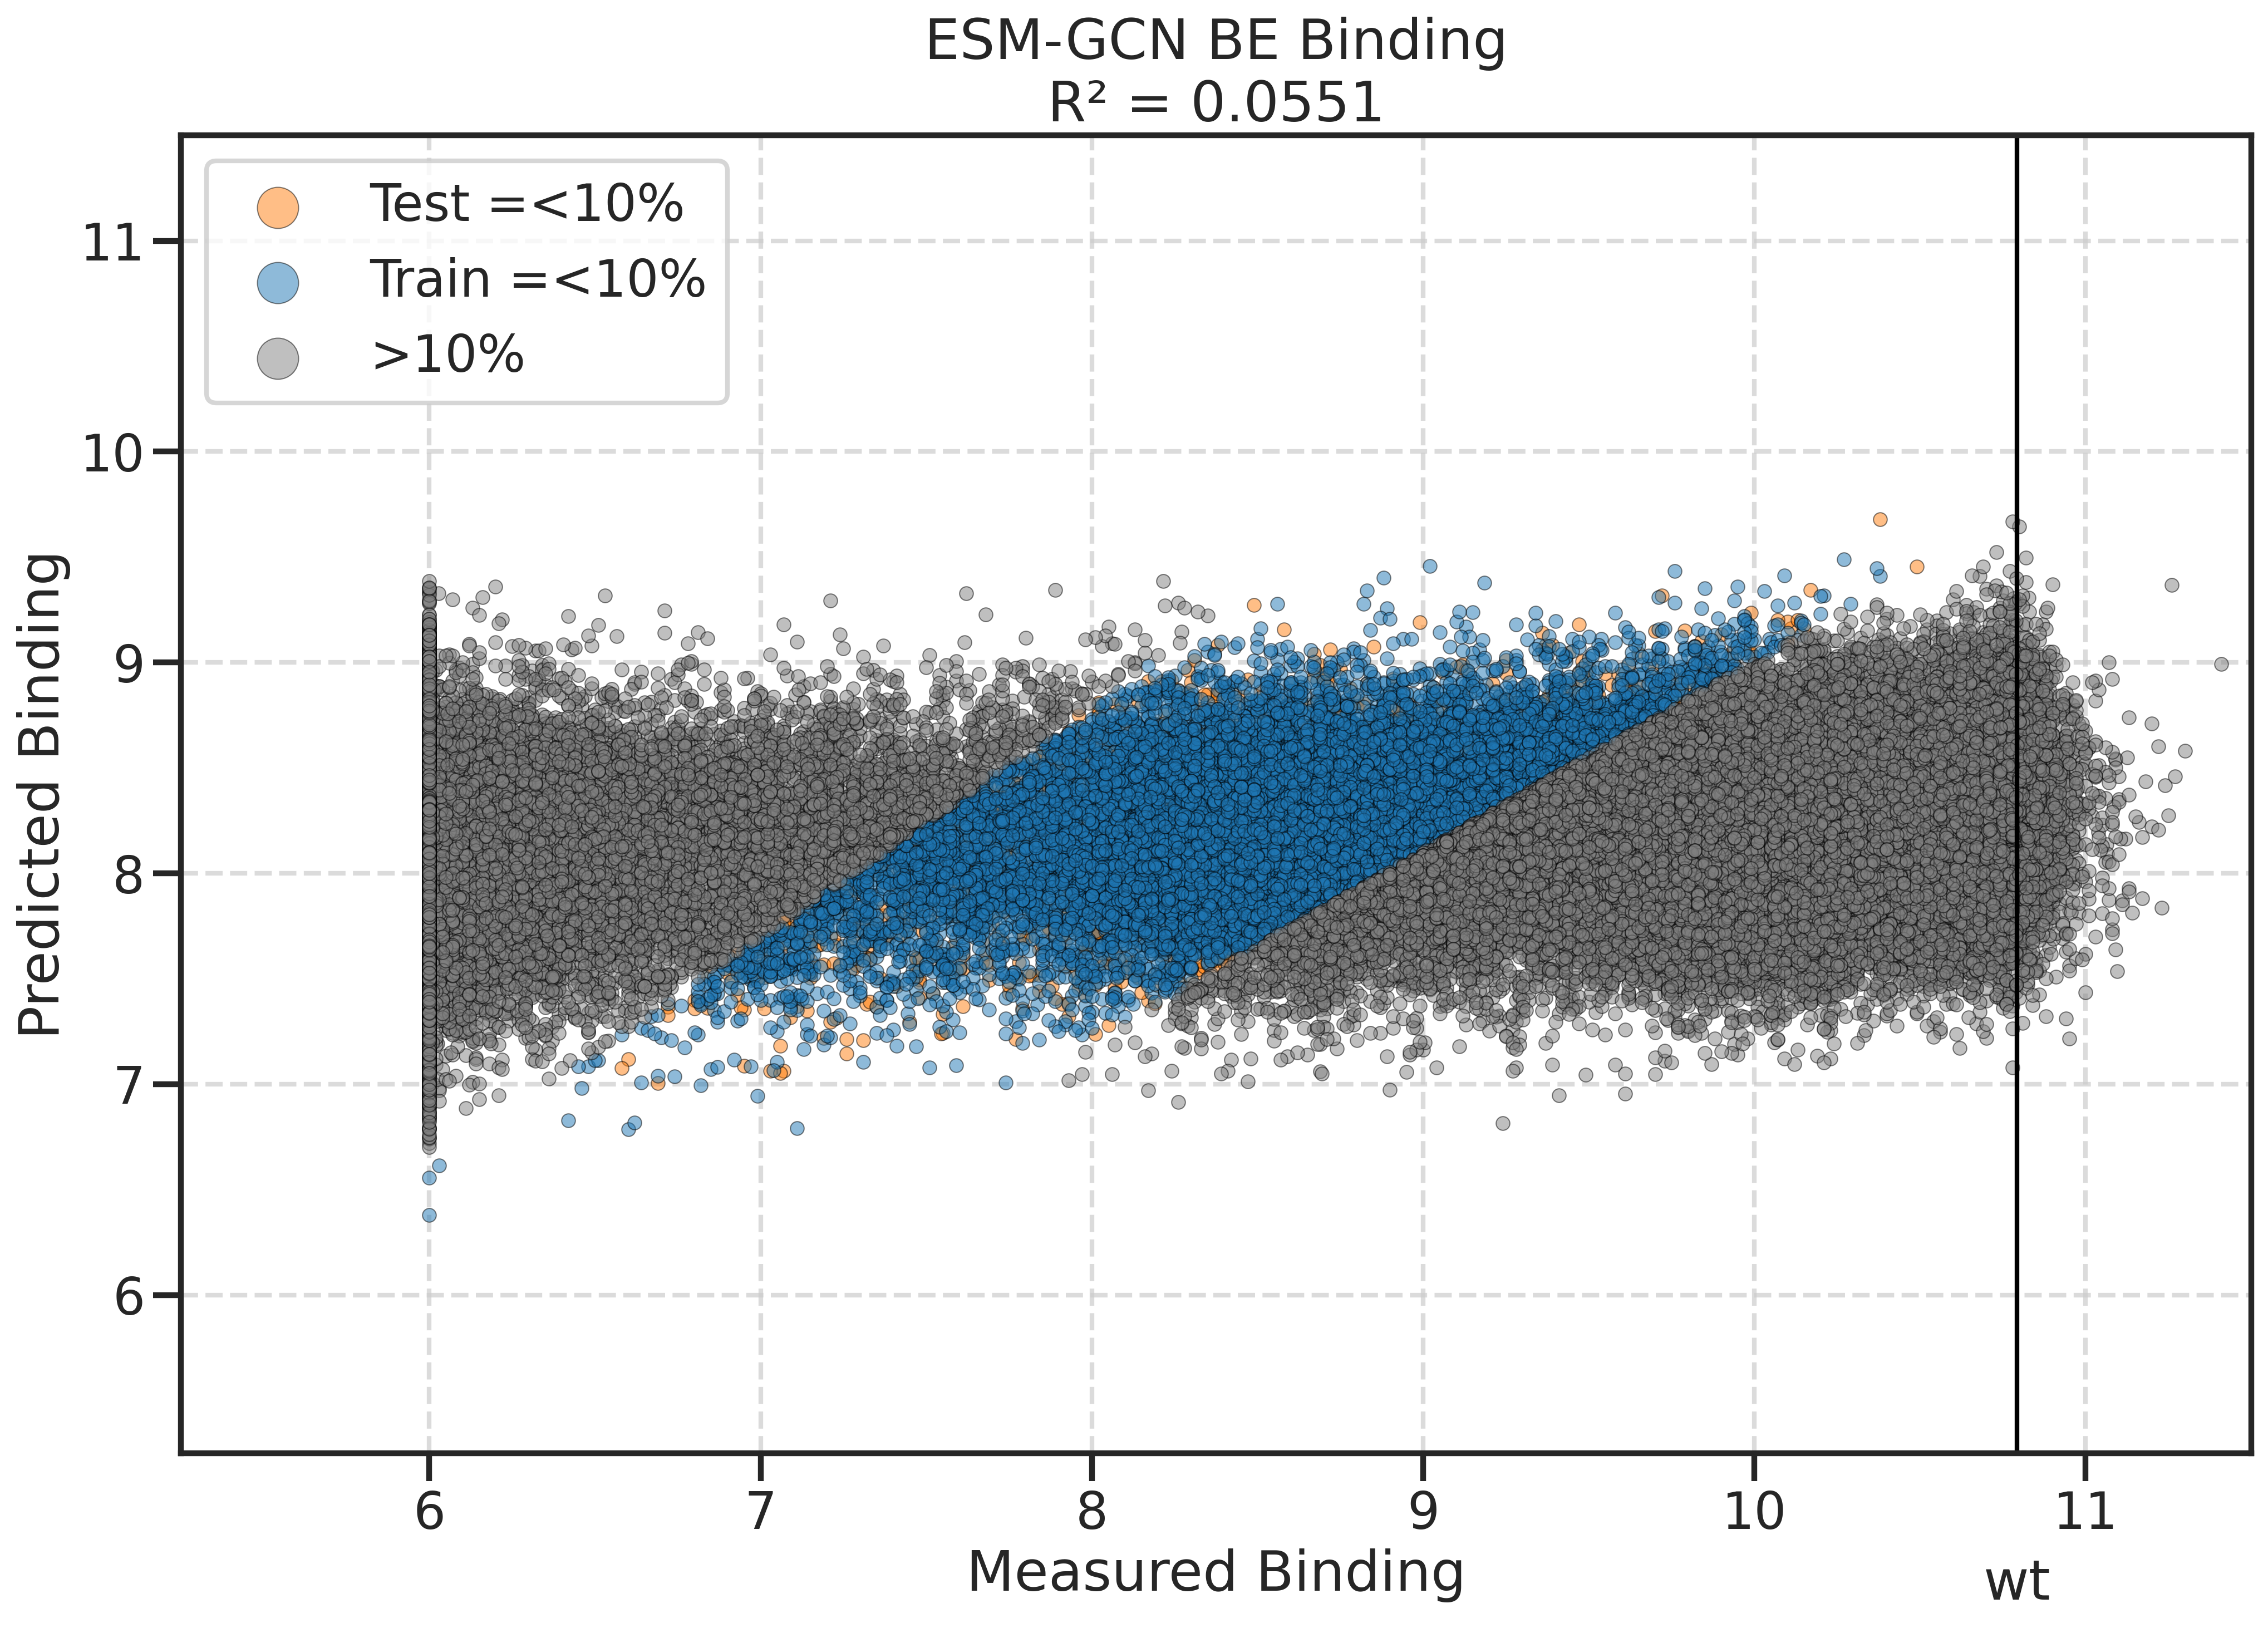 ESM-GCN BE Binding
R² = 0.0551
Test =<10%
Train =<10%
>10%
Predicted Binding
11
10
9
8
7
6
6 7 8 9 10 11
Measured Binding
wt